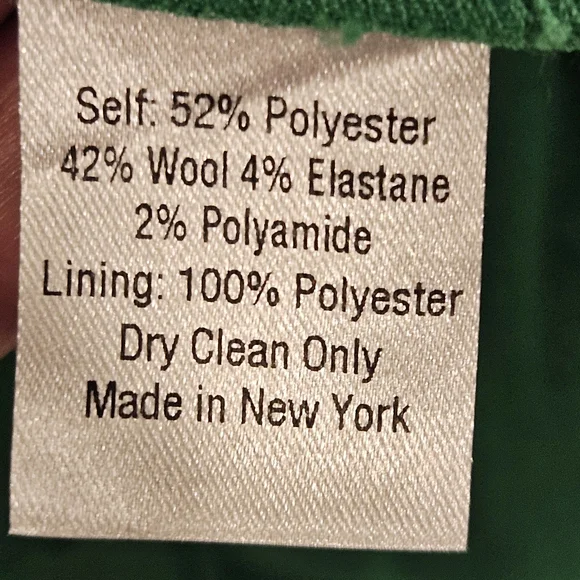 Self: 52% Polyester
42% Wool 4% Elastane
2% Polyamide
Lining: 100% Polyester
Dry Clean Only
Made in New York